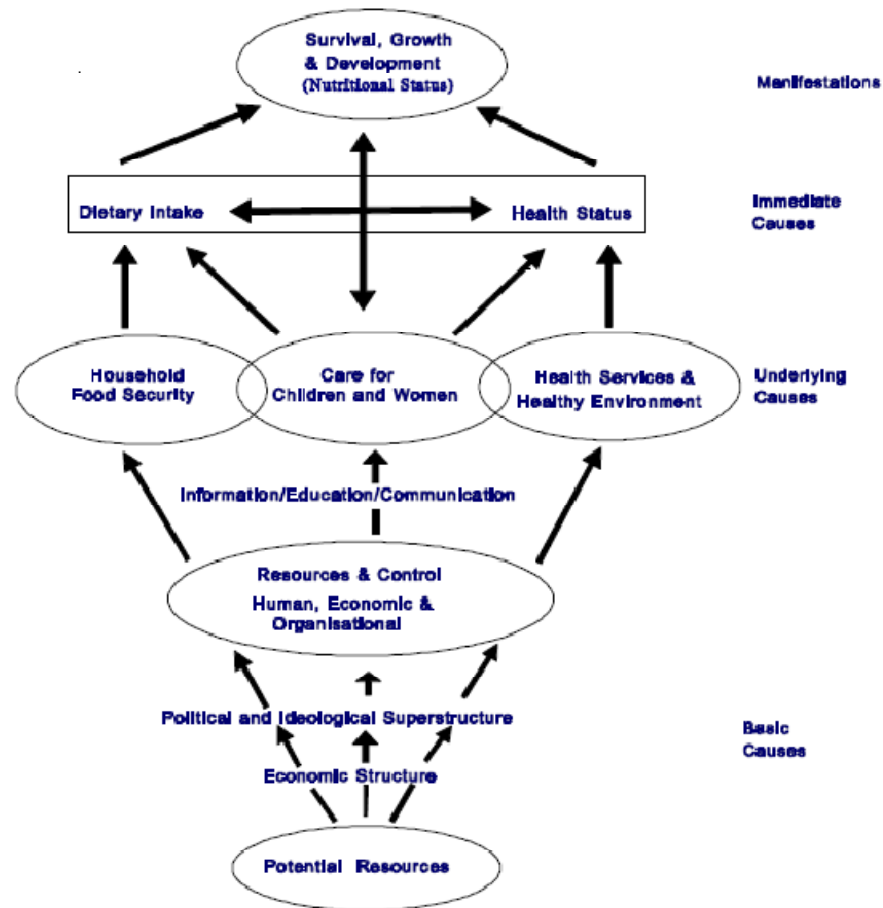 Survival, Growth
& Development
(Nutritional Status)
Manifestations
Dietary Intake
Health Status
Immediate
Causes
Household
Food Security
Care for
Children and Women
Health Services &
Healthy Environment
Underlying
Causes
Information/Education/Communication
Resources & Control
Human, Economic &
Organisational
Political and Ideological Superstructure
Basic
Causes
Economic Structure
Potential Resources